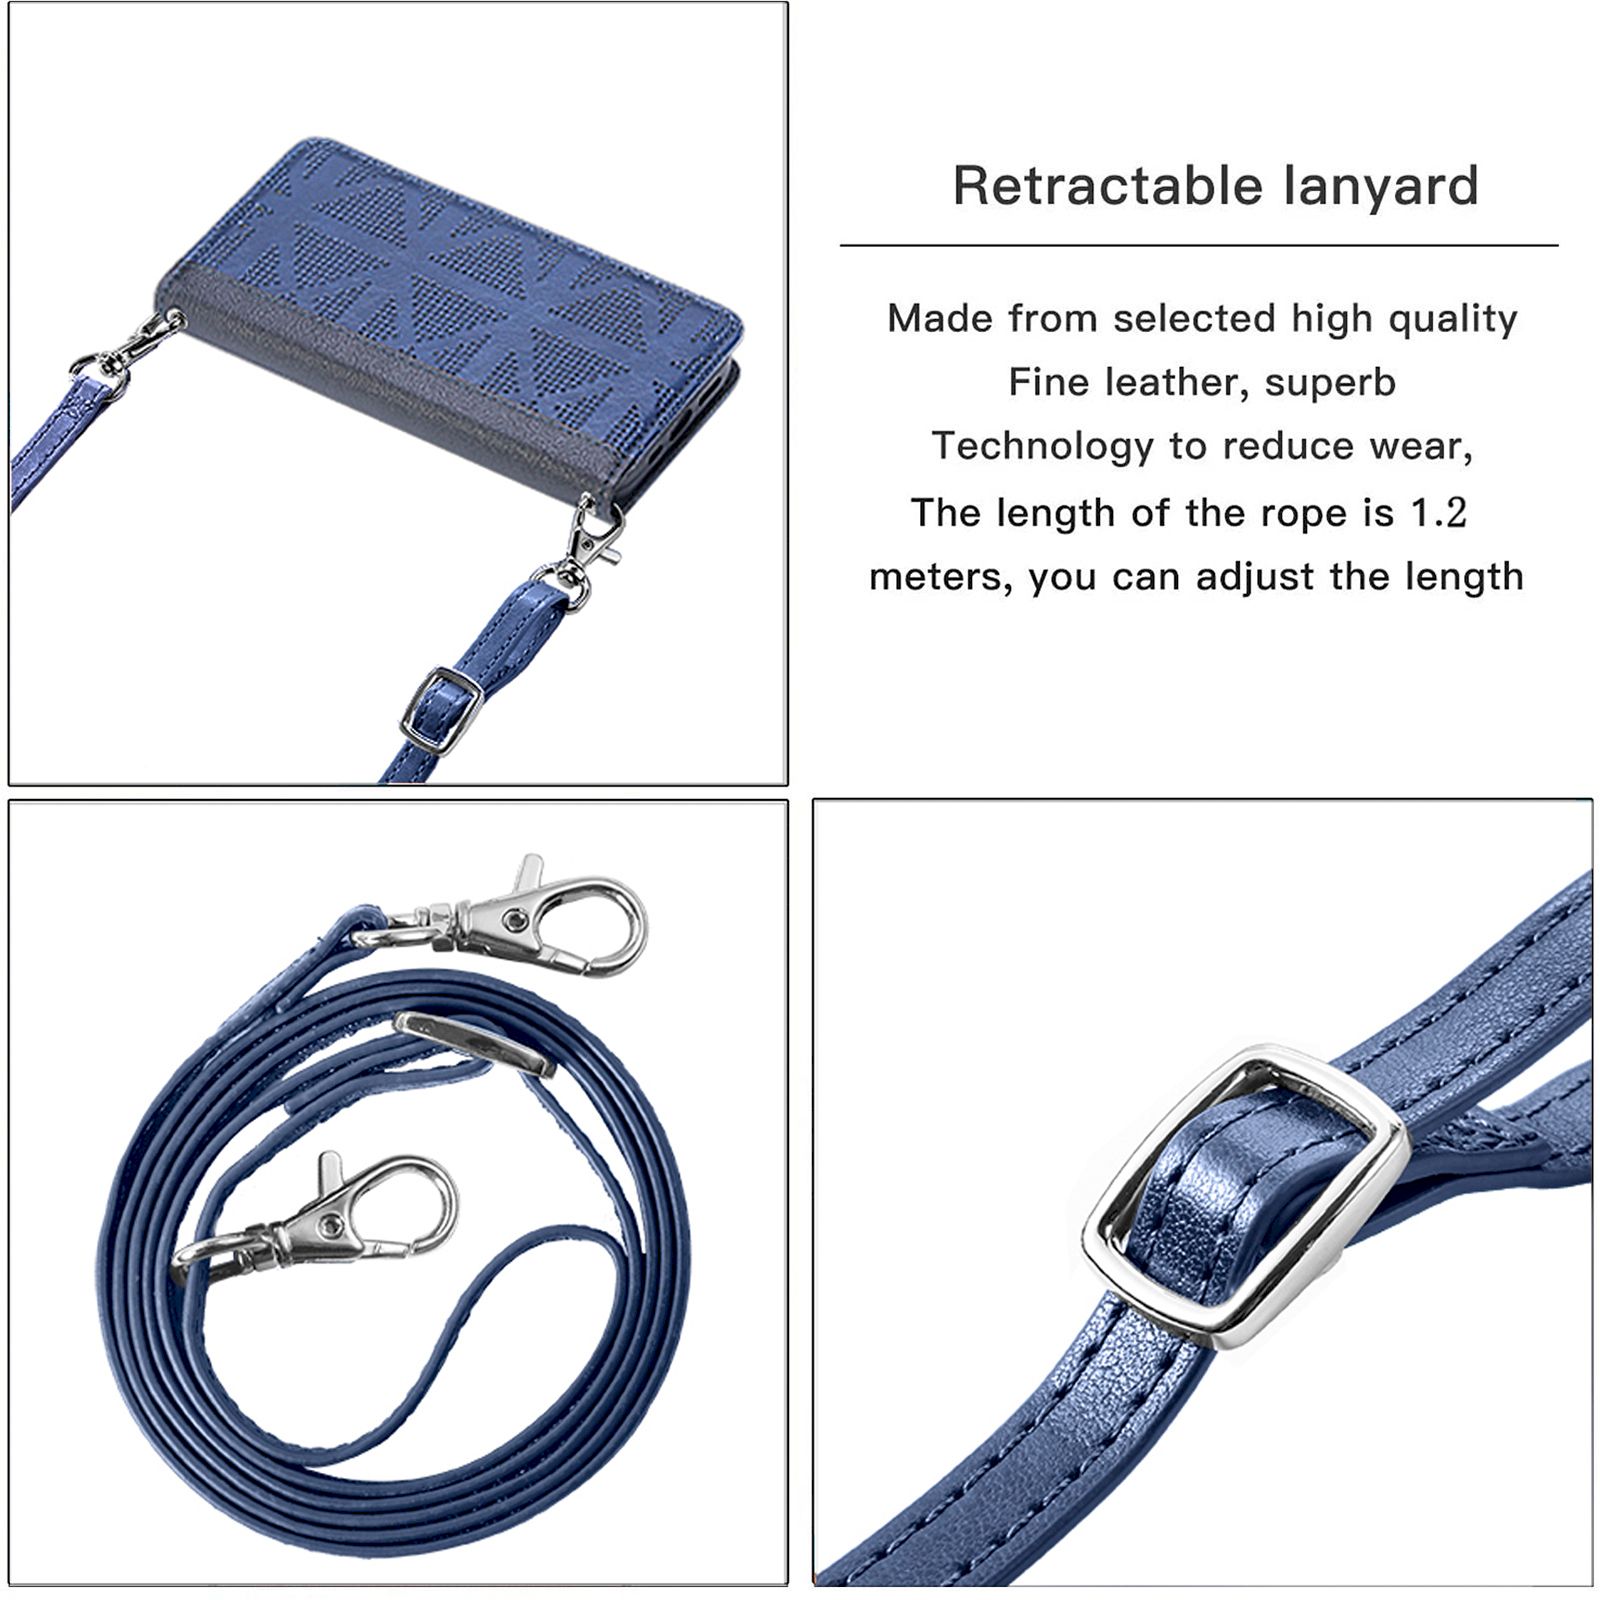 Retractable lanyard
Made from selected high quality
Fine leather, superb
Technology to reduce wear,
The length of the rope is 1.2
meters, you can adjust the length